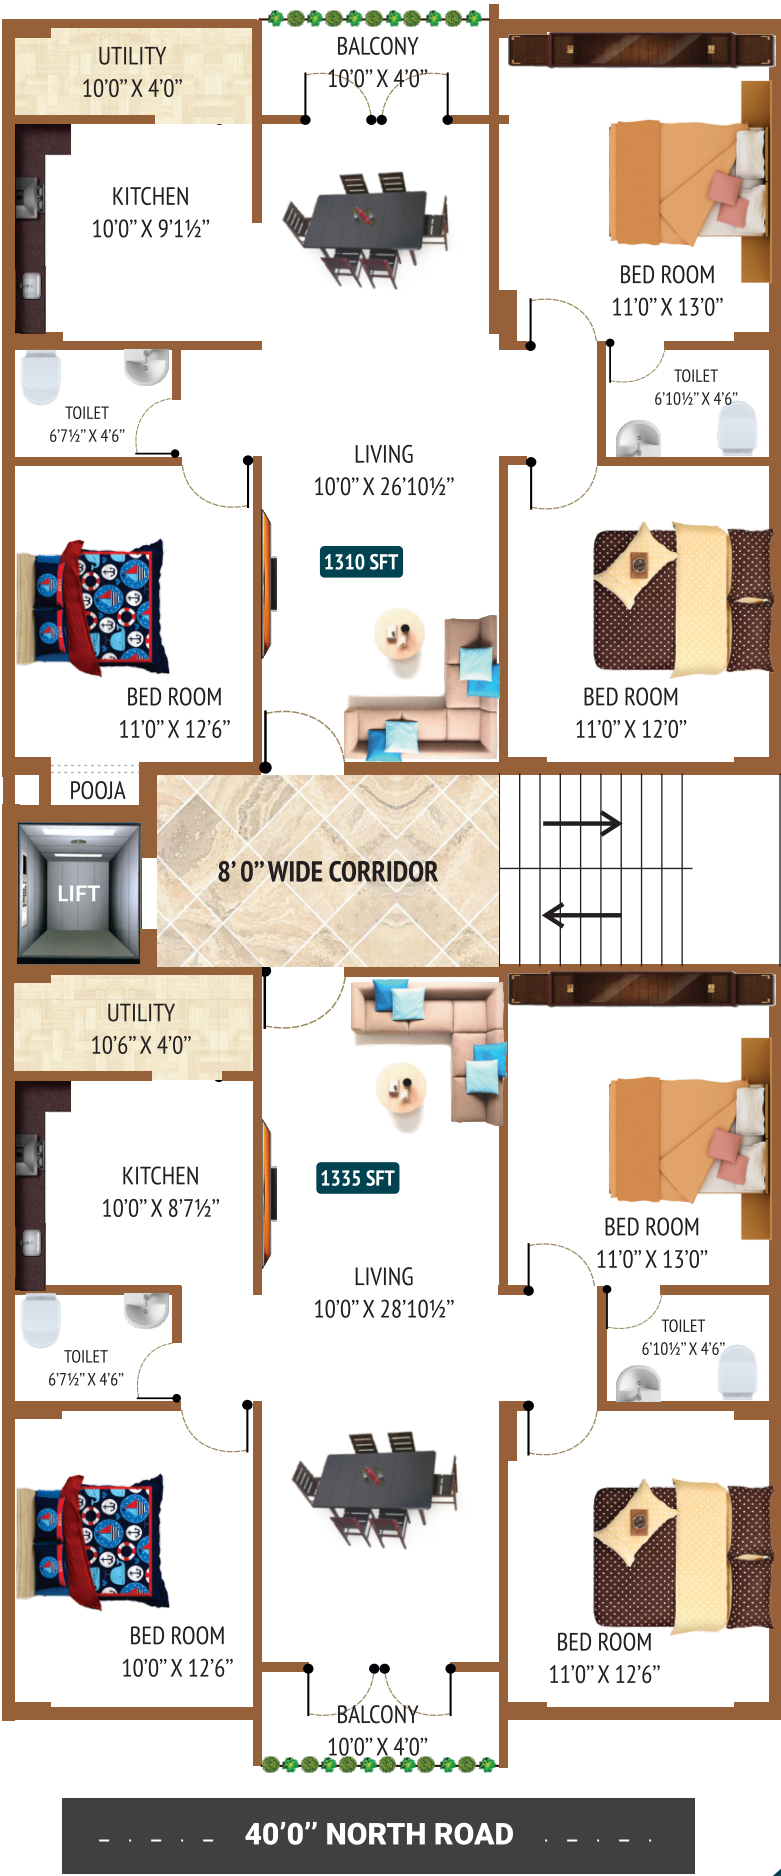 UTILITY
10’0’’ X 4’0’’
BALCONY
10’0’’ X 4’0’’
KITCHEN
10’0’’ X 9’1½’’
BED ROOM
11’0’’ X 13’0’’
TOILET
6’10½’’ X 4’6’’
TOILET
6’7½’’ X 4’6’’
LIVING
10’0’’ X 26’10½’’
1310 SFT
BED ROOM
11’0’’ X 12’6’’
BED ROOM
11’0’’ X 12’0’’
POOJA
LIFT
8’ 0’’ WIDE CORRIDOR
UTILITY
10’6’’ X 4’0’’
KITCHEN
10’0’’ X 8’7½’’
1335 SFT
BED ROOM
11’0’’ X 13’0’’
LIVING
10’0’’ X 28’10½’’
TOILET
6’10½’’ X 4’6’’
TOILET
6’7½’’ X 4’6’’
BED ROOM
10’0’’ X 12’6’’
BED ROOM
11’0’’ X 12’6’’
BALCONY
10’0’’ X 4’0’’
40’0’’ NORTH ROAD